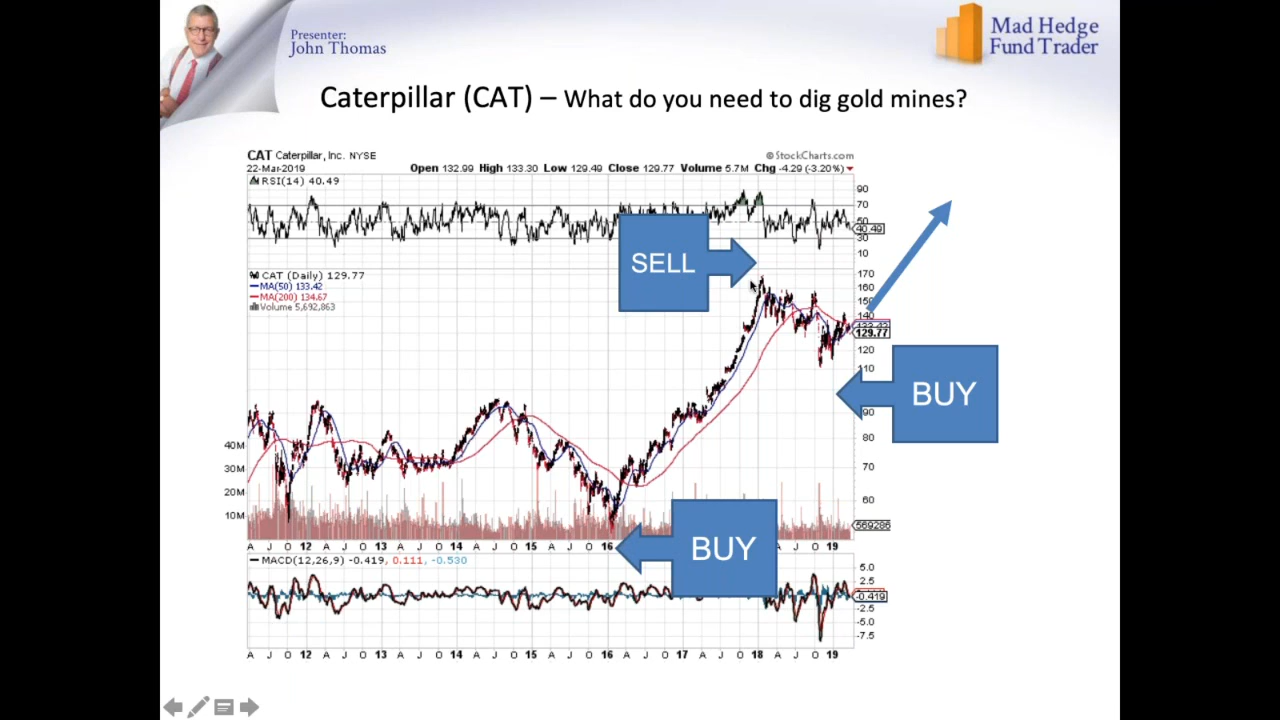 Presenter:
John Thomas
Mad Hedge
Fund Trader
Caterpillar (CAT) – What do you need to dig gold mines?
CAT Caterpillar, Inc. NYSE
© StockCharts.com
22-Mar-2019
Open 132.99 High 133.30 Low 129.49 Close 129.77 Volume 5.7M Chg -4.29 (-3.20%)
RSI(14) 40.49
90
70
50
40.49
30
10
SELL
CAT (Daily) 129.77
MA(50) 133.42
MA(200) 134.67
Volume 5,692,863
170
160
150
140
129.77
120
110
90
80
70
60
40M
30M
20M
10M
BUY
BUY
A J O 12 A J O 13 A J O 14 A J O 15 A J O 16 A J O 17 A J O 18 A J O 19
MACD(12,26,9) -0.419, 0.111, -0.530
5.0
2.5
-0.419
-2.5
-5.0
-7.5
A J O 12 A J O 13 A J O 14 A J O 15 A J O 16 A J O 17 A J O 18 A J O 19